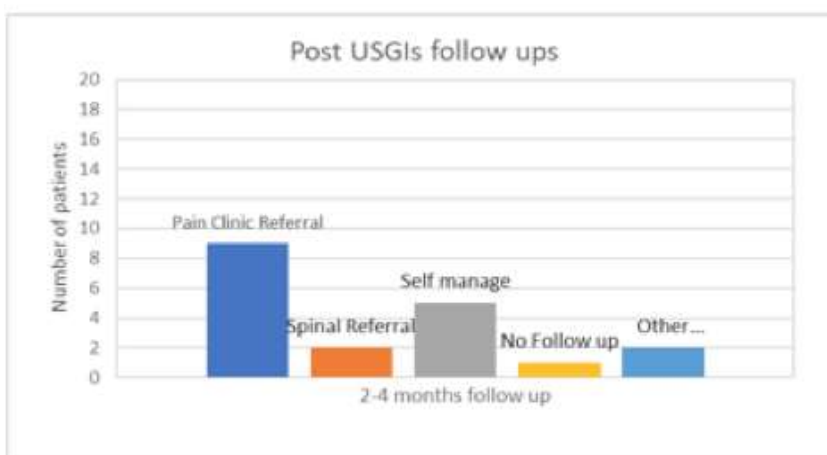 Post USGIs follow ups
20
18
16
14
12
10
8
6
4
2
0
Number of patients
Pain Clinic Referral
Spinal Referral
Self manage
No Follow up
Other...
2-4 months follow up